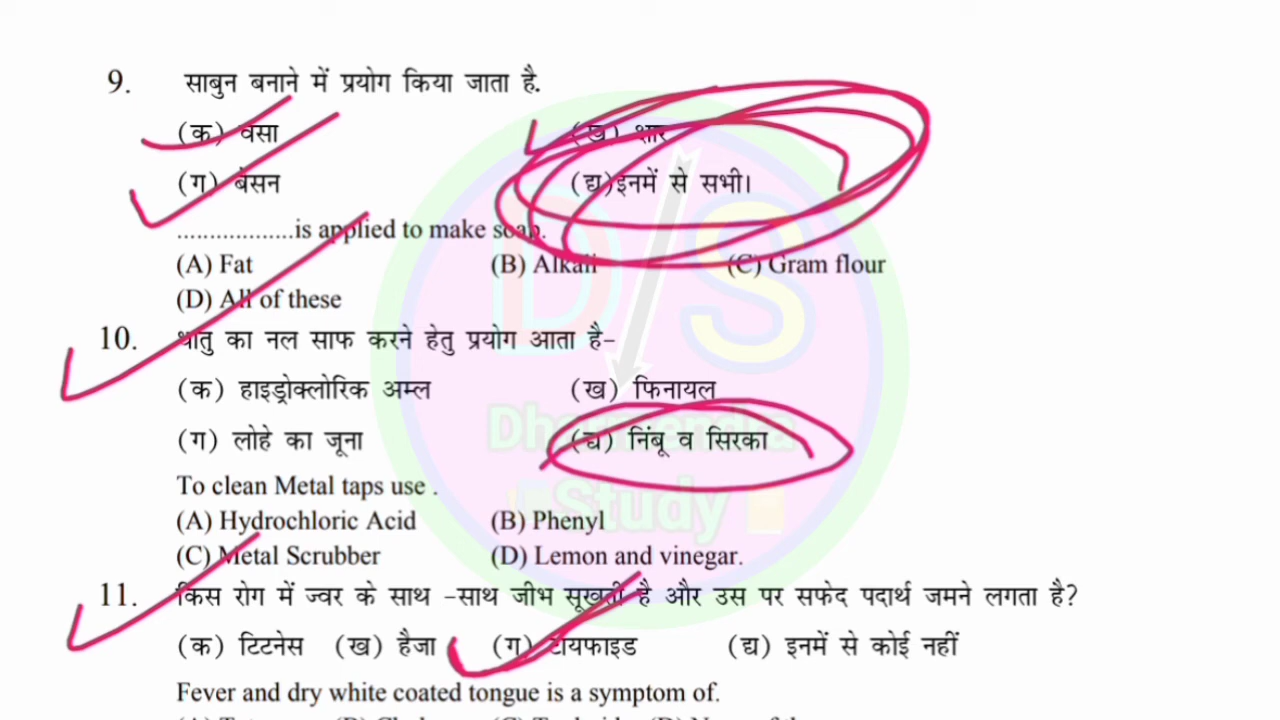 9. साबुन बनाने में प्रयोग किया जाता है.
(क) वसा (ख) क्षार
(ग) बेसन (द्य)इनमें से सभी।
..................is applied to make soap.
(A) Fat (B) Alkali (C) Gram flour
(D) All of these
10. धातु का नल साफ करने हेतु प्रयोग आता है–
(क) हाइड्रोक्लोरिक अम्ल (ख) फिनायल
(ग) लोहे का जूना (द्य) निंबू व सिरका
To clean Metal taps use .
(A) Hydrochloric Acid (B) Phenyl
(C) Metal Scrubber (D) Lemon and vinegar.
11. किस रोग में ज्वर के साथ –साथ जीभ सूखती है और उस पर सफेद पदार्थ जमने लगता है?
(क) टिटनेस (ख) हैजा (ग) टायफाइड (द्य) इनमें से कोई नहीं
Fever and dry white coated tongue is a symptom of.
DS
Dharmendra
Study